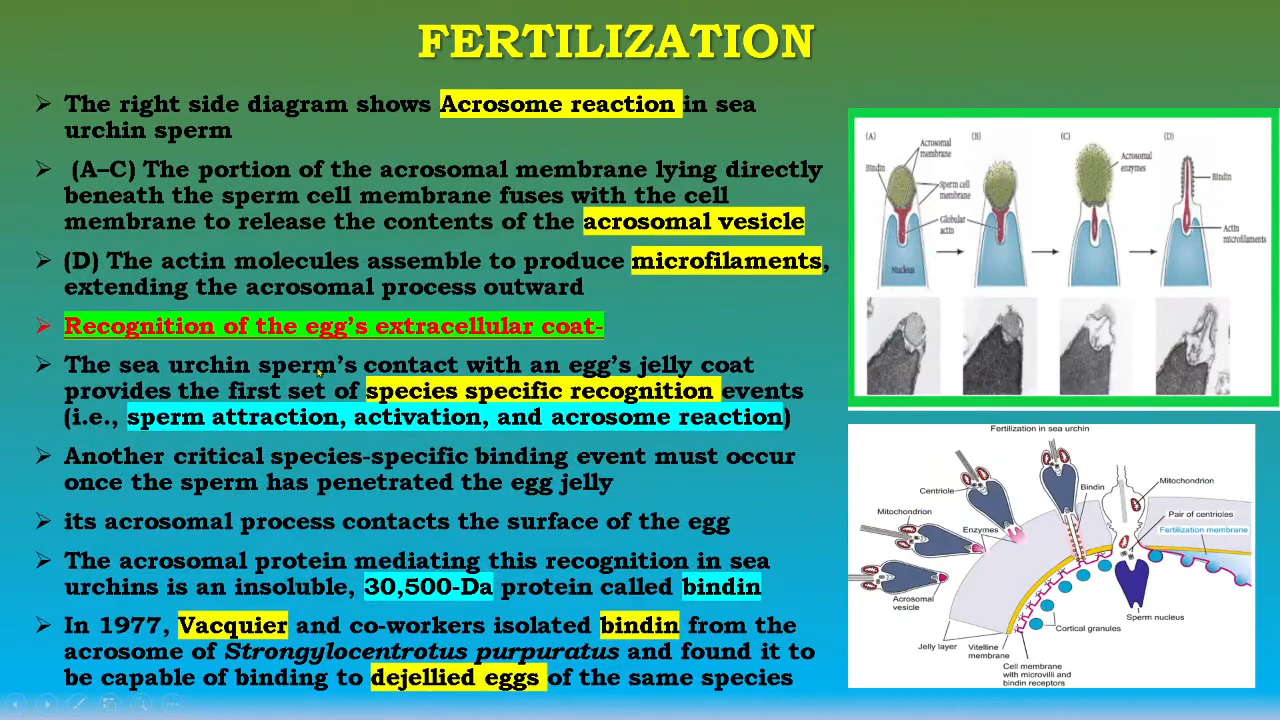 FERTILIZATION
The right side diagram shows Acrosome reaction in sea
urchin sperm
(A–C) The portion of the acrosomal membrane lying directly
beneath the sperm cell membrane fuses with the cell
membrane to release the contents of the acrosomal vesicle
(D) The actin molecules assemble to produce microfilaments,
extending the acrosomal process outward
Recognition of the egg's extracellular coat-
The sea urchin sperm's contact with an egg's jelly coat
provides the first set of species specific recognition events
(i.e., sperm attraction, activation, and acrosome reaction)
Another critical species-specific binding event must occur
once the sperm has penetrated the egg jelly
its acrosomal process contacts the surface of the egg
The acrosomal protein mediating this recognition in sea
urchins is an insoluble, 30,500-Da protein called bindin
In 1977, Vacquier and co-workers isolated bindin from the
acrosome of Strongylocentrotus purpuratus and found it to
be capable of binding to dejellied eggs of the same species
(A)
(B)
(C)
(D)
Acrosomal
membrane
Bindin
Sperm cell
membrane
Globular
actin
Nucleus
Acrosomal
enzymes
Bindin
Actin
microfilaments
Fertilization in sea urchin
Centriole
Mitochondrion
Enzymes
Bindin
Mitochondrion
Pair of centrioles
Fertilization membrane
Acrosomal
vesicle
Sperm nucleus
Cortical granules
Jelly layer
Vitelline
membrane
Cell membrane
with microvilli and
bindin receptors